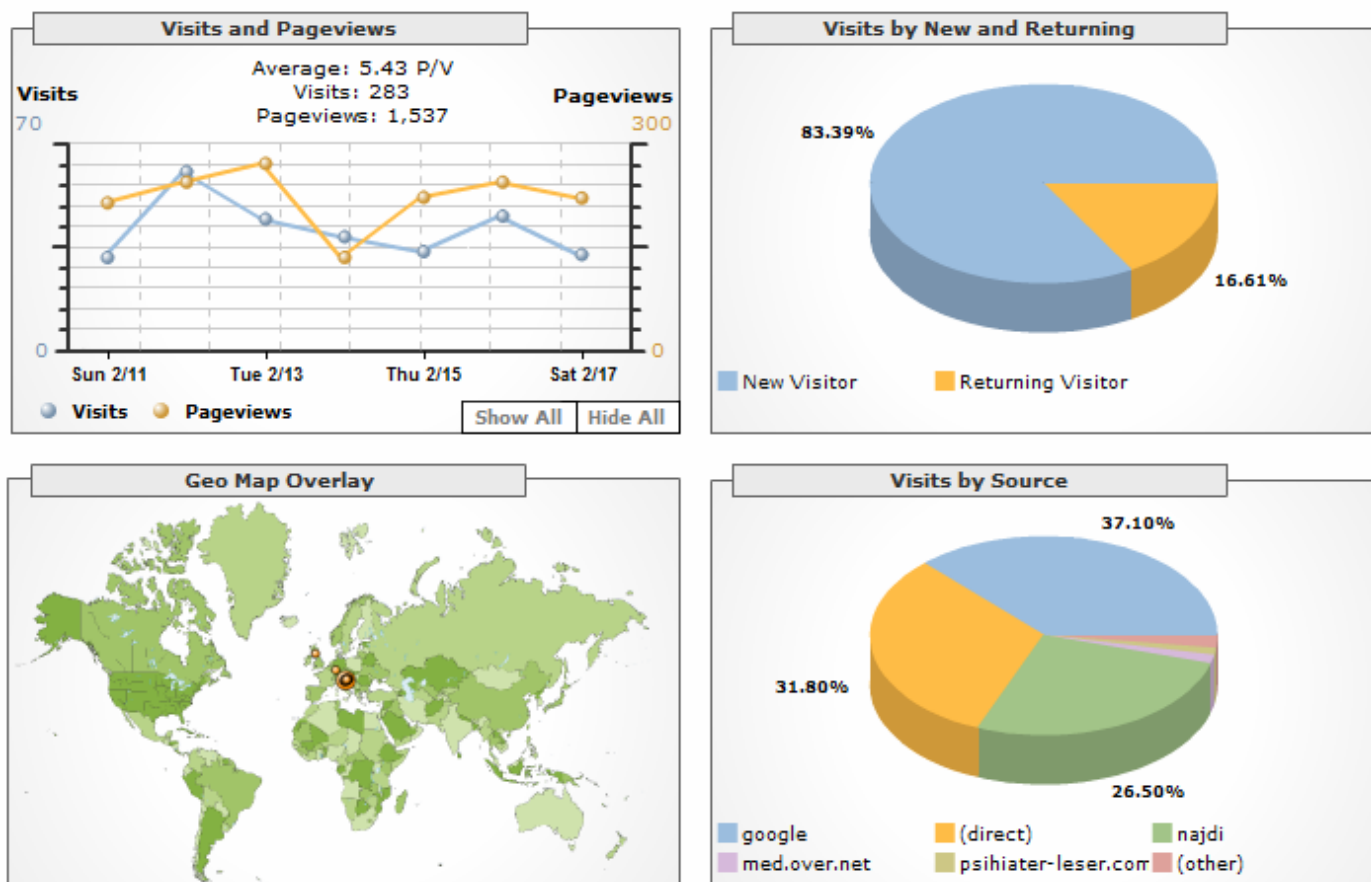 Visits and Pageviews
Average: 5.43 P/V
Visits: 283
Pageviews: 1,537
Visits
Pageviews
70
300
0
0
Sun 2/11
Tue 2/13
Thu 2/15
Sat 2/17
Visits
Pageviews
Show All
Hide All
Visits by New and Returning
83.39%
16.61%
New Visitor
Returning Visitor
Geo Map Overlay
Visits by Source
37.10%
31.80%
26.50%
google
(direct)
najdi
med.over.net
psihiater-leser.com
(other)